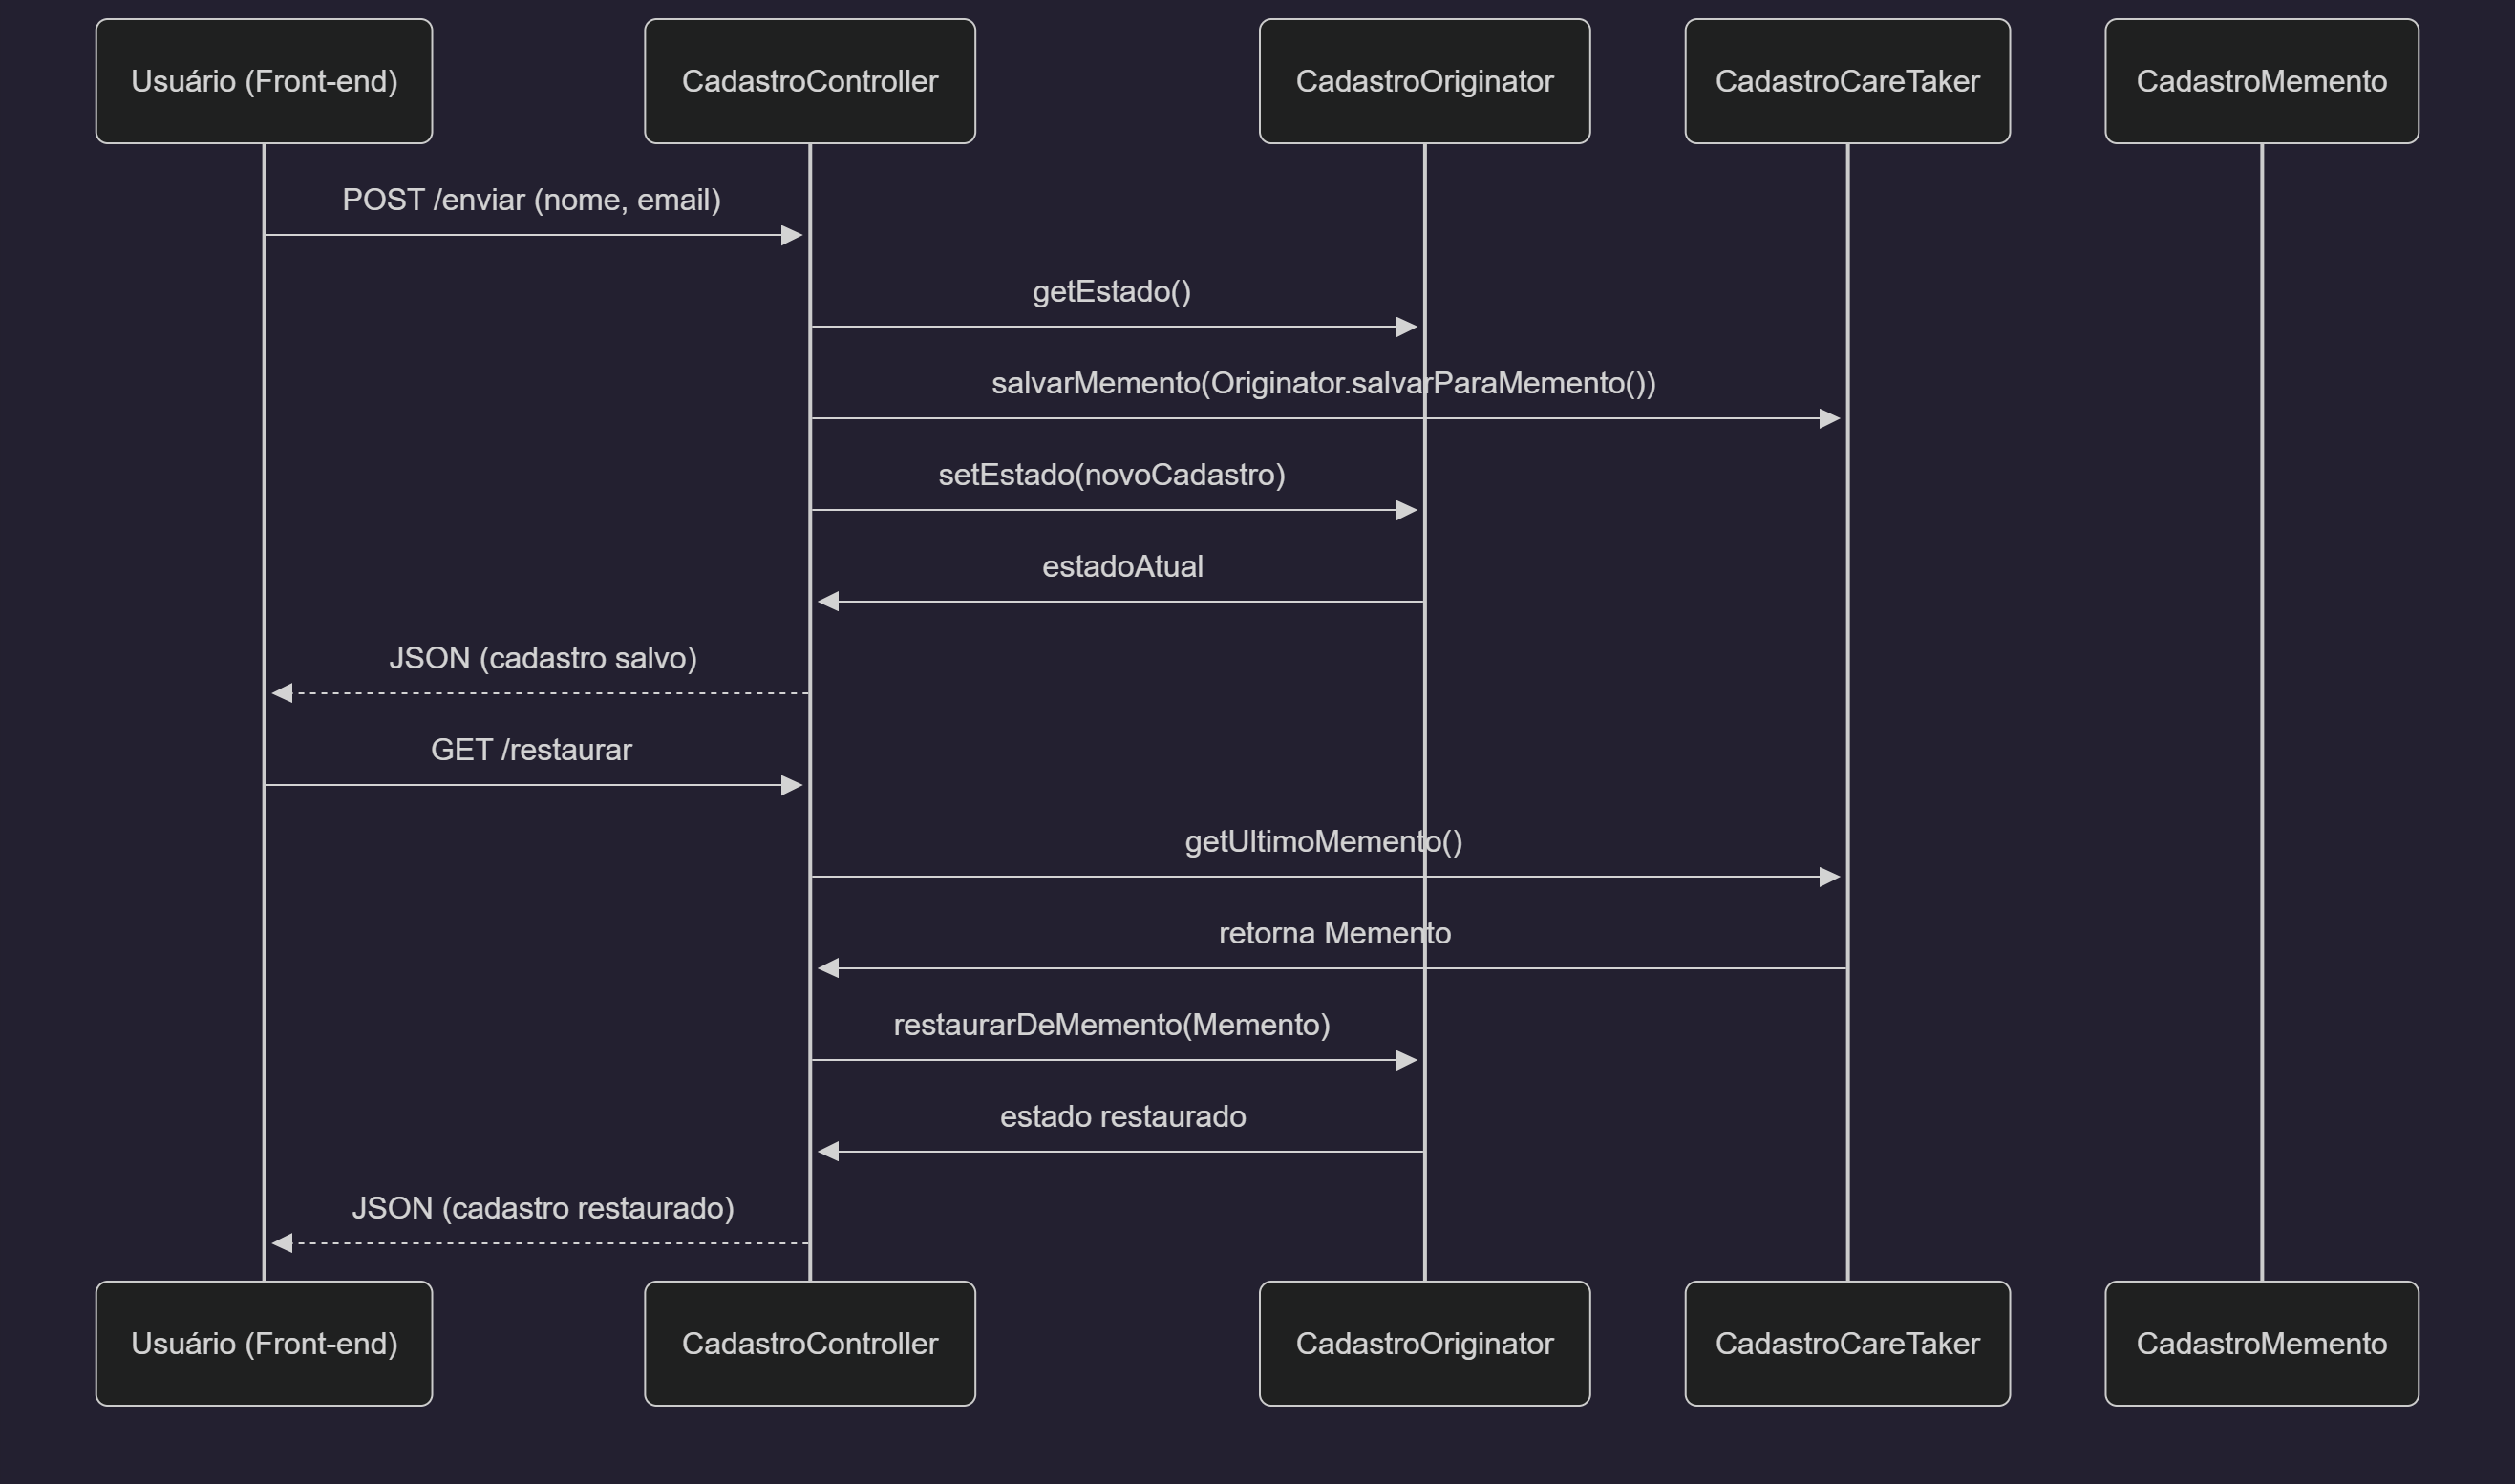 Usuário (Front-end)
CadastroController
CadastroOriginator
CadastroCareTaker
CadastroMemento
POST /enviar (nome, email)
getEstado()
salvarMemento(Originator.salvarParaMemento())
setEstado(novoCadastro)
estadoAtual
JSON (cadastro salvo)
GET /restaurar
getUltimoMemento()
retorna Memento
restaurarDeMemento(Memento)
estado restaurado
JSON (cadastro restaurado)
Usuário (Front-end)
CadastroController
CadastroOriginator
CadastroCareTaker
CadastroMemento